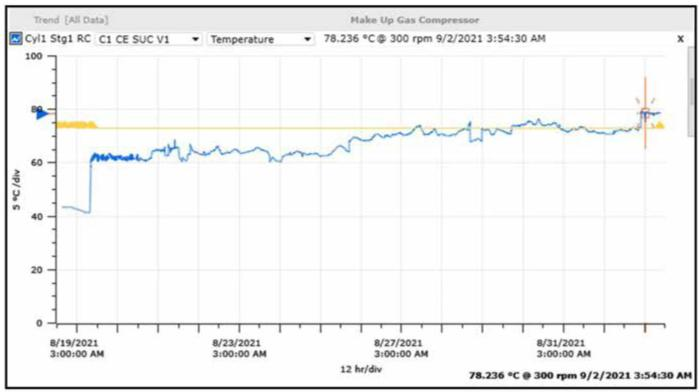 Trend [All Data] Make Up Gas Compressor
Cyl1 Stg1 RC C1 CE SUC V1 Temperature 78.236 °C @ 300 rpm 9/2/2021 3:54:30 AM X
100
80
60
40
20
0
5 °C /div
8/19/2021 8/23/2021 8/27/2021 8/31/2021
3:00:00 AM 3:00:00 AM 3:00:00 AM 3:00:00 AM
12 hr/div
78.236 °C @ 300 rpm 9/2/2021 3:54:30 AM